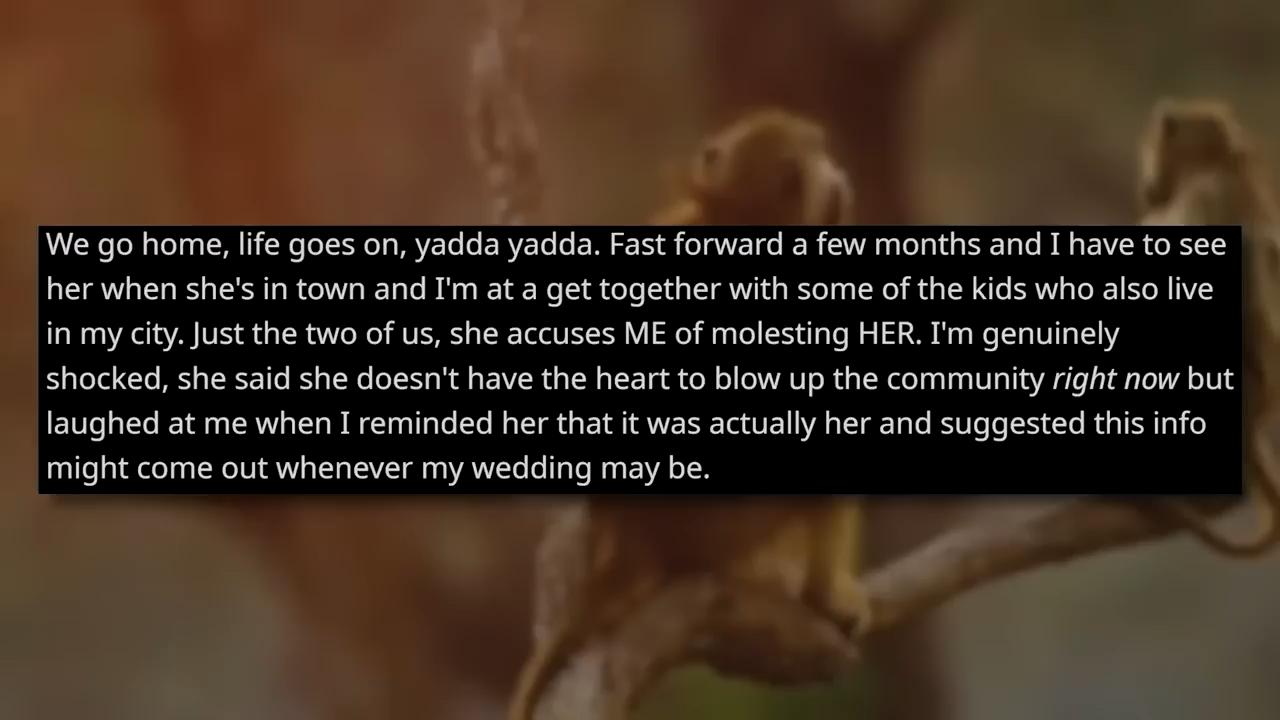 We go home, life goes on, yadda yadda. Fast forward a few months and I have to see
her when she's in town and I'm at a get together with some of the kids who also live
in my city. Just the two of us, she accuses ME of molesting HER. I'm genuinely
shocked, she said she doesn't have the heart to blow up the community right now but
laughed at me when I reminded her that it was actually her and suggested this info
might come out whenever my wedding may be.